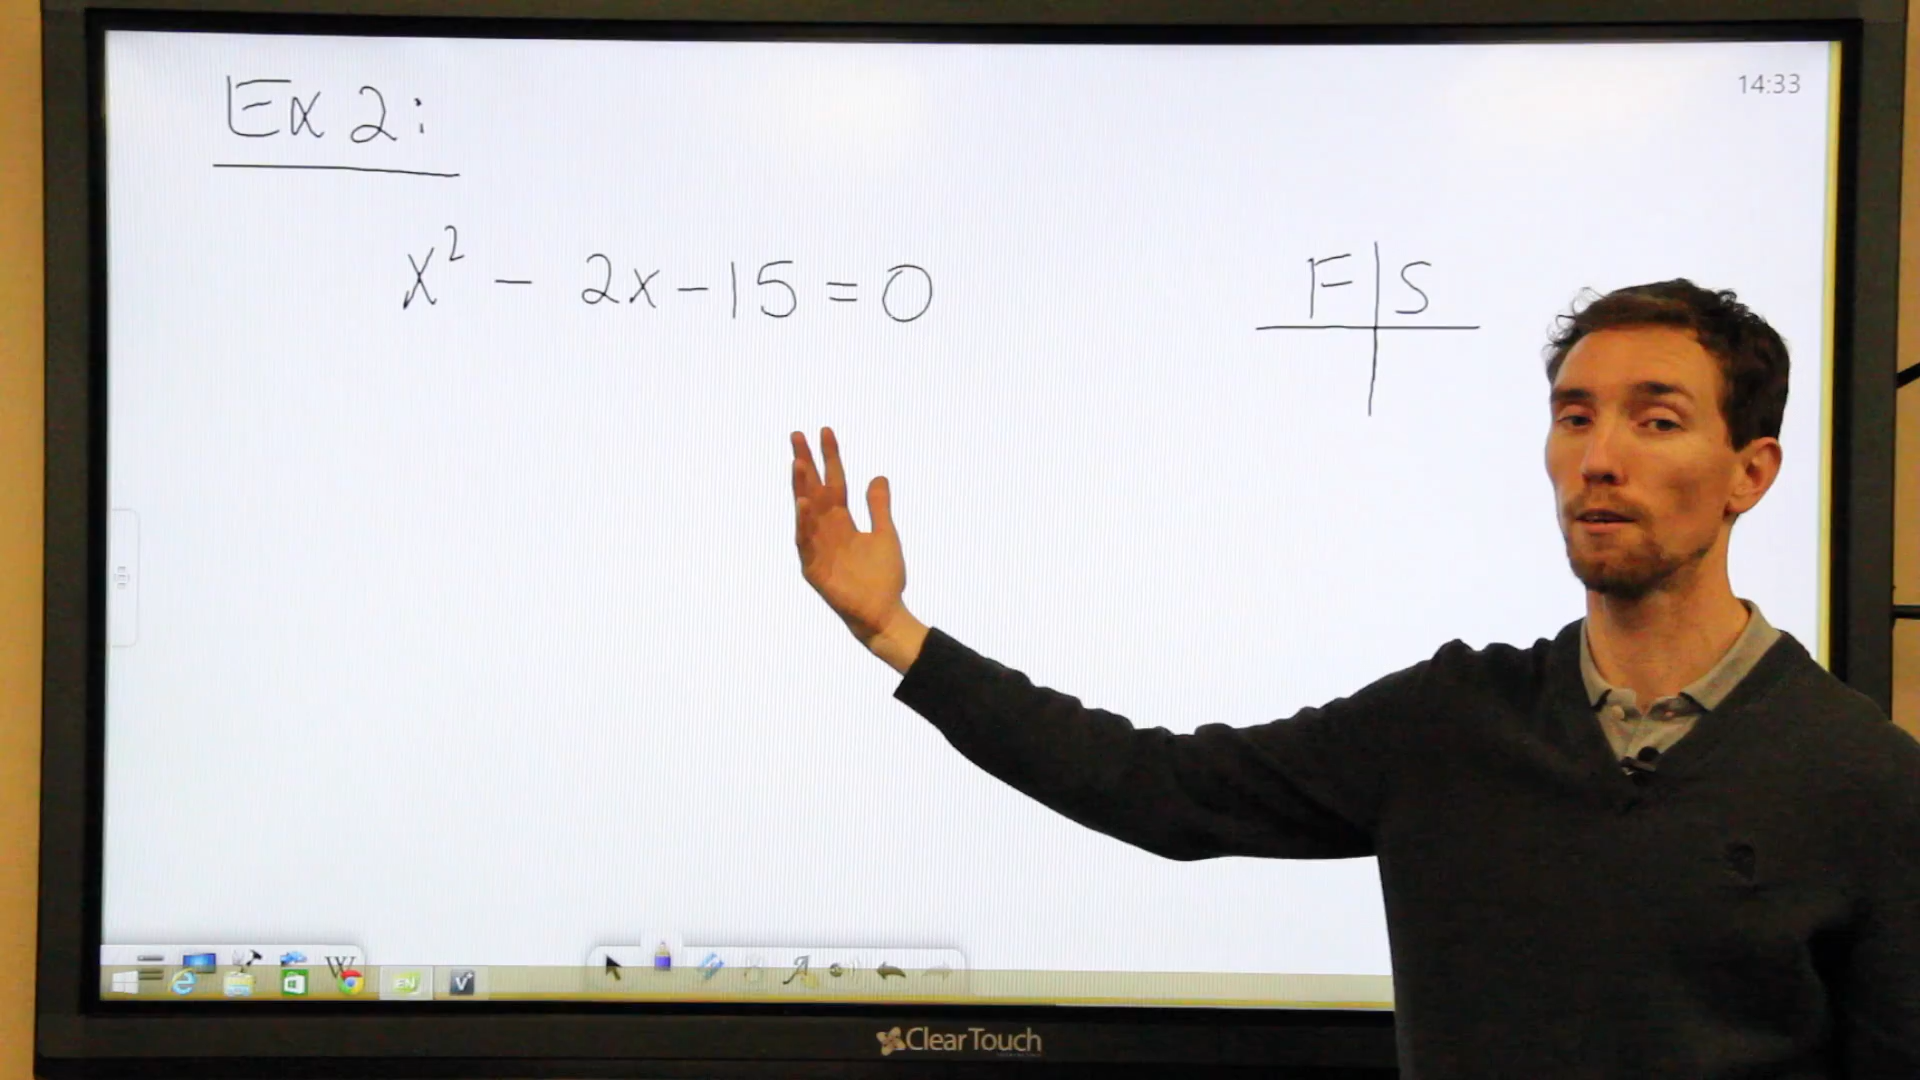 14:33
Ex 2:
x² - 2x - 15 = 0
F | S
ClearTouch